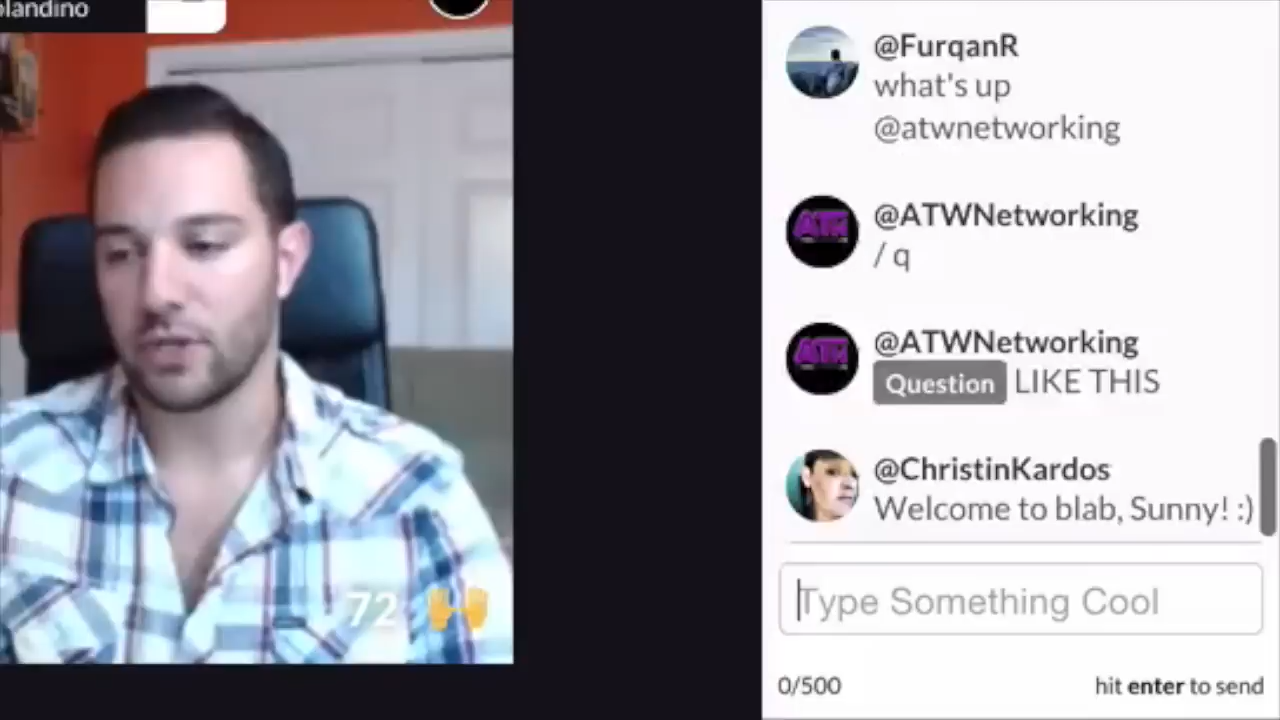 landino
@FurqanR
what's up
@atwnetworking
@ATWNetworking
/ q
@ATWNetworking
Question LIKE THIS
@ChristinKardos
Welcome to blab, Sunny! :)
72
Type Something Cool
0/500
hit enter to send